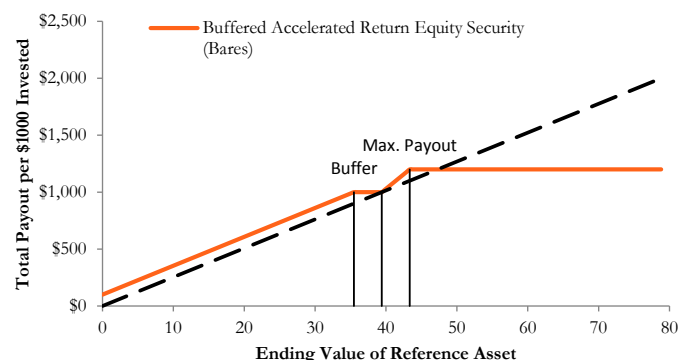 Buffered Accelerated Return Equity Security
(Bares)
Total Payout per $1000 Invested
$2,500
$2,000
$1,500
$1,000
$500
$0
Max. Payout
Buffer
0 10 20 30 40 50 60 70 80
Ending Value of Reference Asset